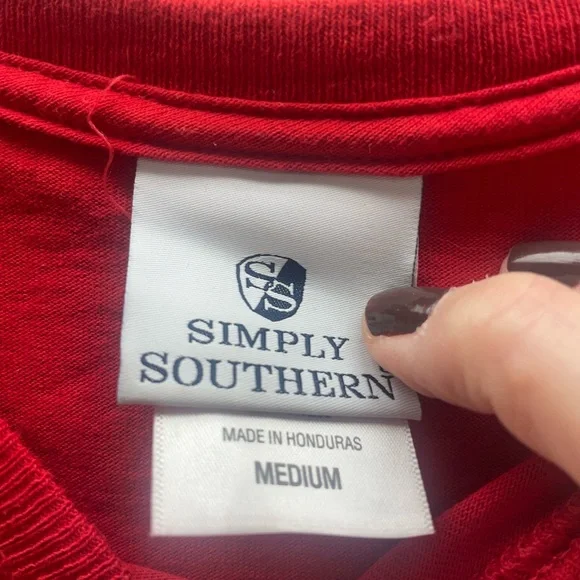 SS
SIMPLY
SOUTHERN
MADE IN HONDURAS
MEDIUM